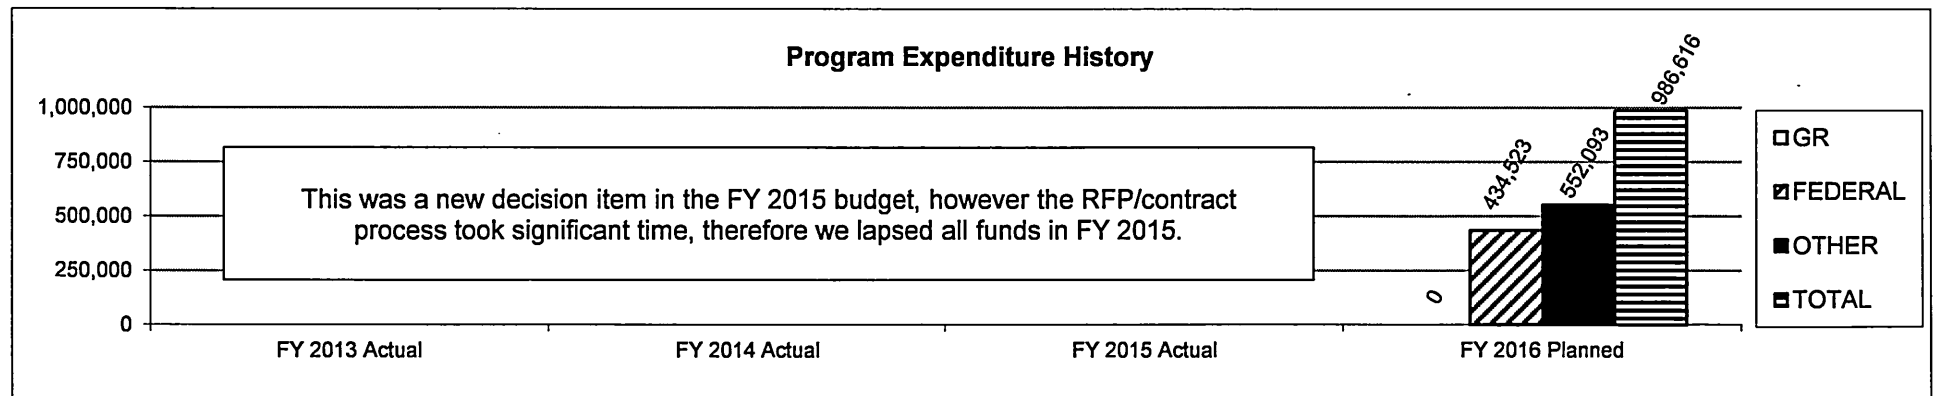 Program Expenditure History
1,000,000
750,000
500,000
250,000
0
This was a new decision item in the FY 2015 budget, however the RFP/contract
process took significant time, therefore we lapsed all funds in FY 2015.
0
434,523
552,093
986,616
FY 2013 Actual
FY 2014 Actual
FY 2015 Actual
FY 2016 Planned
GR
FEDERAL
OTHER
TOTAL